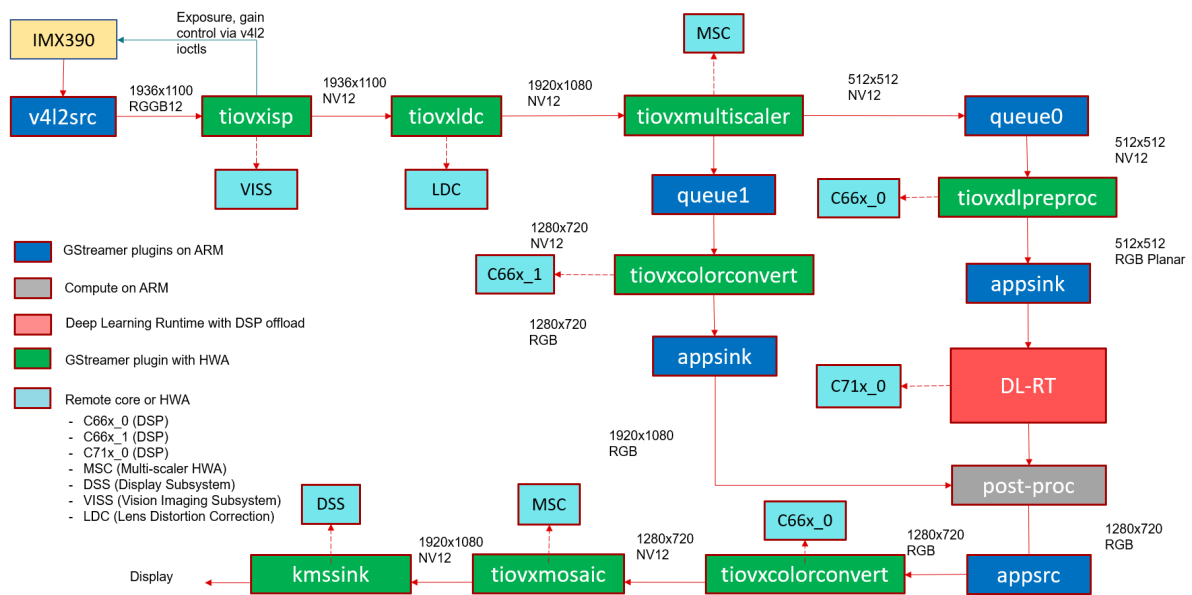 Exposure, gain
control via v4l2
ioctls
IMX390
MSC
1936x1100
RGGB12
1936x1100
NV12
1920x1080
NV12
512x512
NV12
v4l2src
tiovxisp
tiovxldc
tiovxmultiscaler
queue0
512x512
NV12
VISS
LDC
queue1
C66x_0
tiovxdlpreproc
1280x720
NV12
512x512
RGB Planar
C66x_1
tiovxcolorconvert
appsink
1280x720
RGB
appsink
C71x_0
DL-RT
GStreamer plugins on ARM
Compute on ARM
Deep Learning Runtime with DSP offload
GStreamer plugin with HWA
Remote core or HWA
- C66x_0 (DSP)
- C66x_1 (DSP)
- C71x_0 (DSP)
- MSC (Multi-scaler HWA)
- DSS (Display Subsystem)
- VISS (Vision Imaging Subsystem)
- LDC (Lens Distortion Correction)
1920x1080
RGB
post-proc
DSS
MSC
C66x_0
1920x1080
NV12
1280x720
NV12
1280x720
RGB
1280x720
RGB
Display
kmssink
tiovxmosaic
tiovxcolorconvert
appsrc